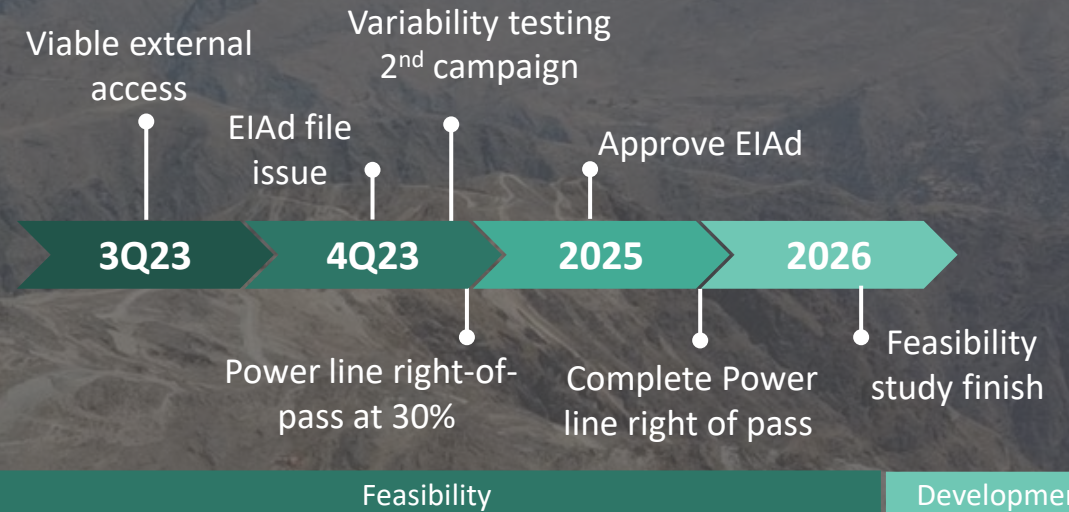 Viable external
access
EIAd file
issue
Variability testing
2nd campaign
Approve EIAd
3Q23
4Q23
2025
2026
Power line right-of-
pass at 30%
Complete Power
line right of pass
Feasibility
study finish
Feasibility
Developmen